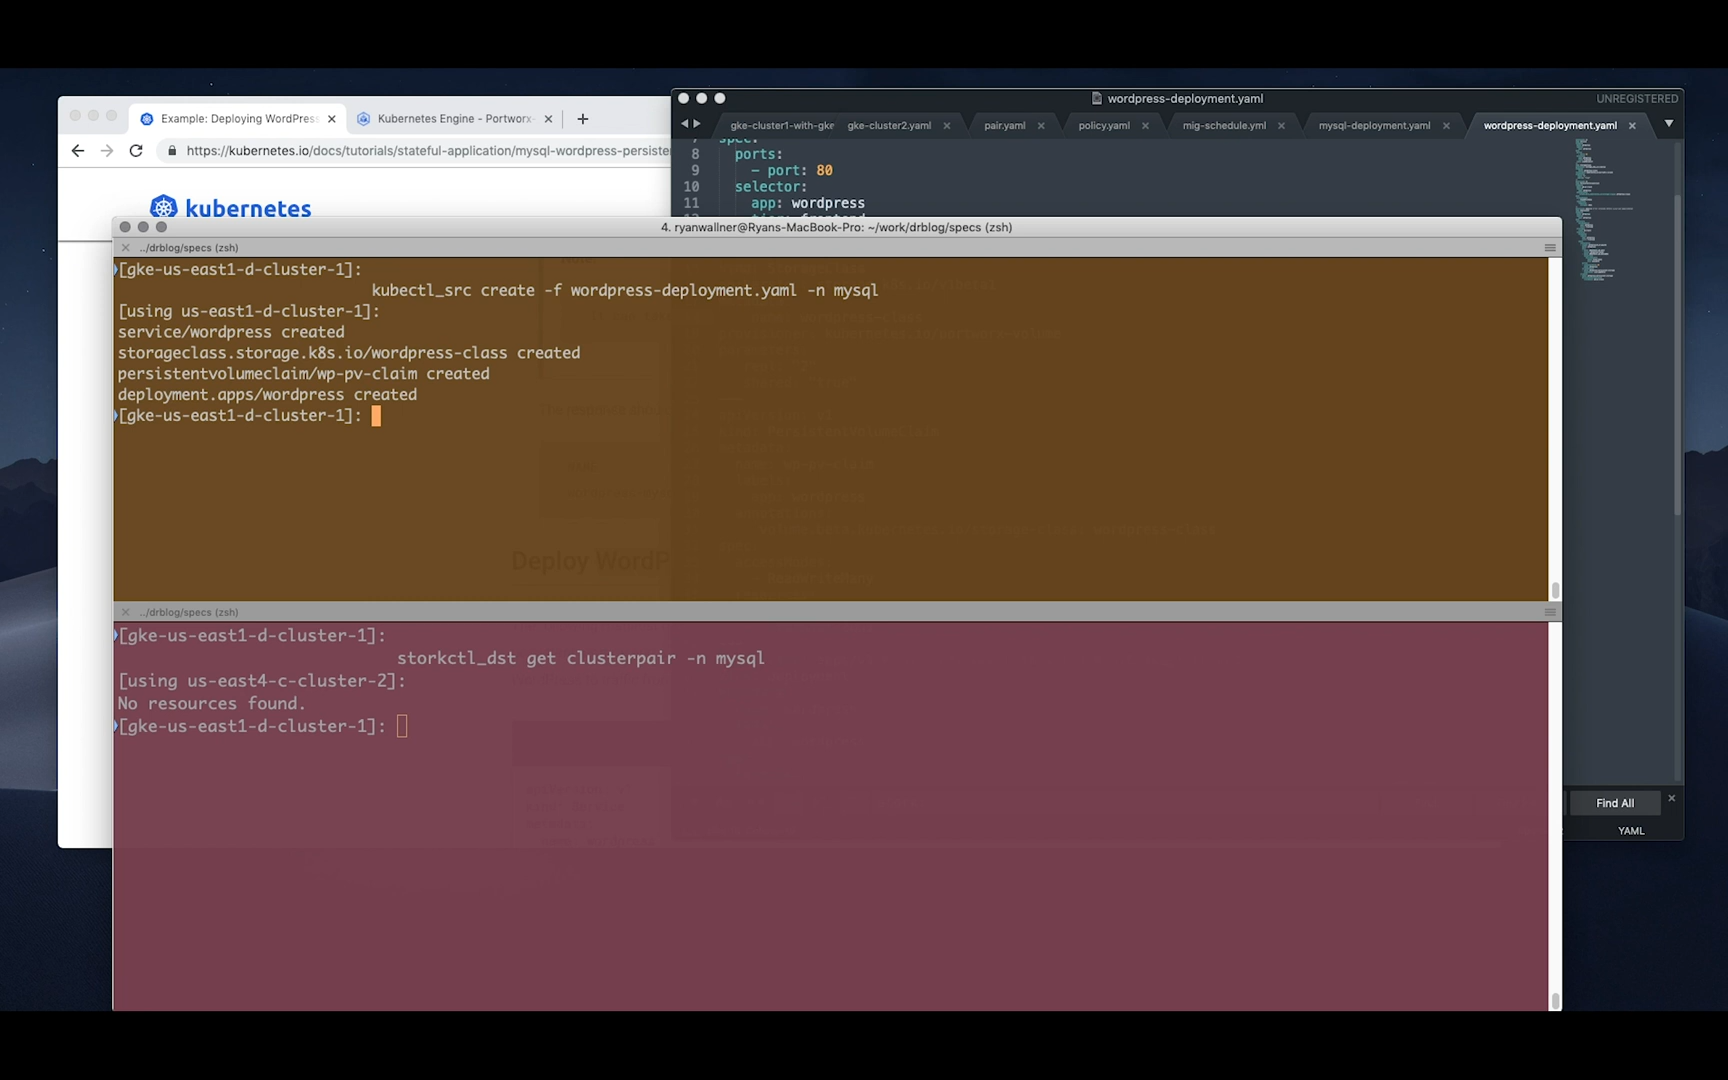 Example: Deploying WordPress
Kubernetes Engine - Portworx
https://kubernetes.io/docs/tutorials/stateful-application/mysql-wordpress-persiste
kubernetes
wordpress-deployment.yaml
UNREGISTERED
gke-cluster1-with-gke
gke-cluster2.yaml
pair.yaml
policy.yaml
mig-schedule.yml
mysql-deployment.yaml
wordpress-deployment.yaml
spec:
8 ports:
9 - port: 80
10 selector:
11 app: wordpress
4. ryanwallner@Ryans-MacBook-Pro: ~/work/drblog/specs (zsh)
../drblog/specs (zsh)
[gke-us-east1-d-cluster-1]:
kubectl_src create -f wordpress-deployment.yaml -n mysql
[using us-east1-d-cluster-1]:
service/wordpress created
storageclass.storage.k8s.io/wordpress-class created
persistentvolumeclaim/wp-pv-claim created
deployment.apps/wordpress created
[gke-us-east1-d-cluster-1]:
Deploy WordP
../drblog/specs (zsh)
[gke-us-east1-d-cluster-1]:
storkctl_dst get clusterpair -n mysql
[using us-east4-c-cluster-2]:
No resources found.
[gke-us-east1-d-cluster-1]:
Find All
YAML